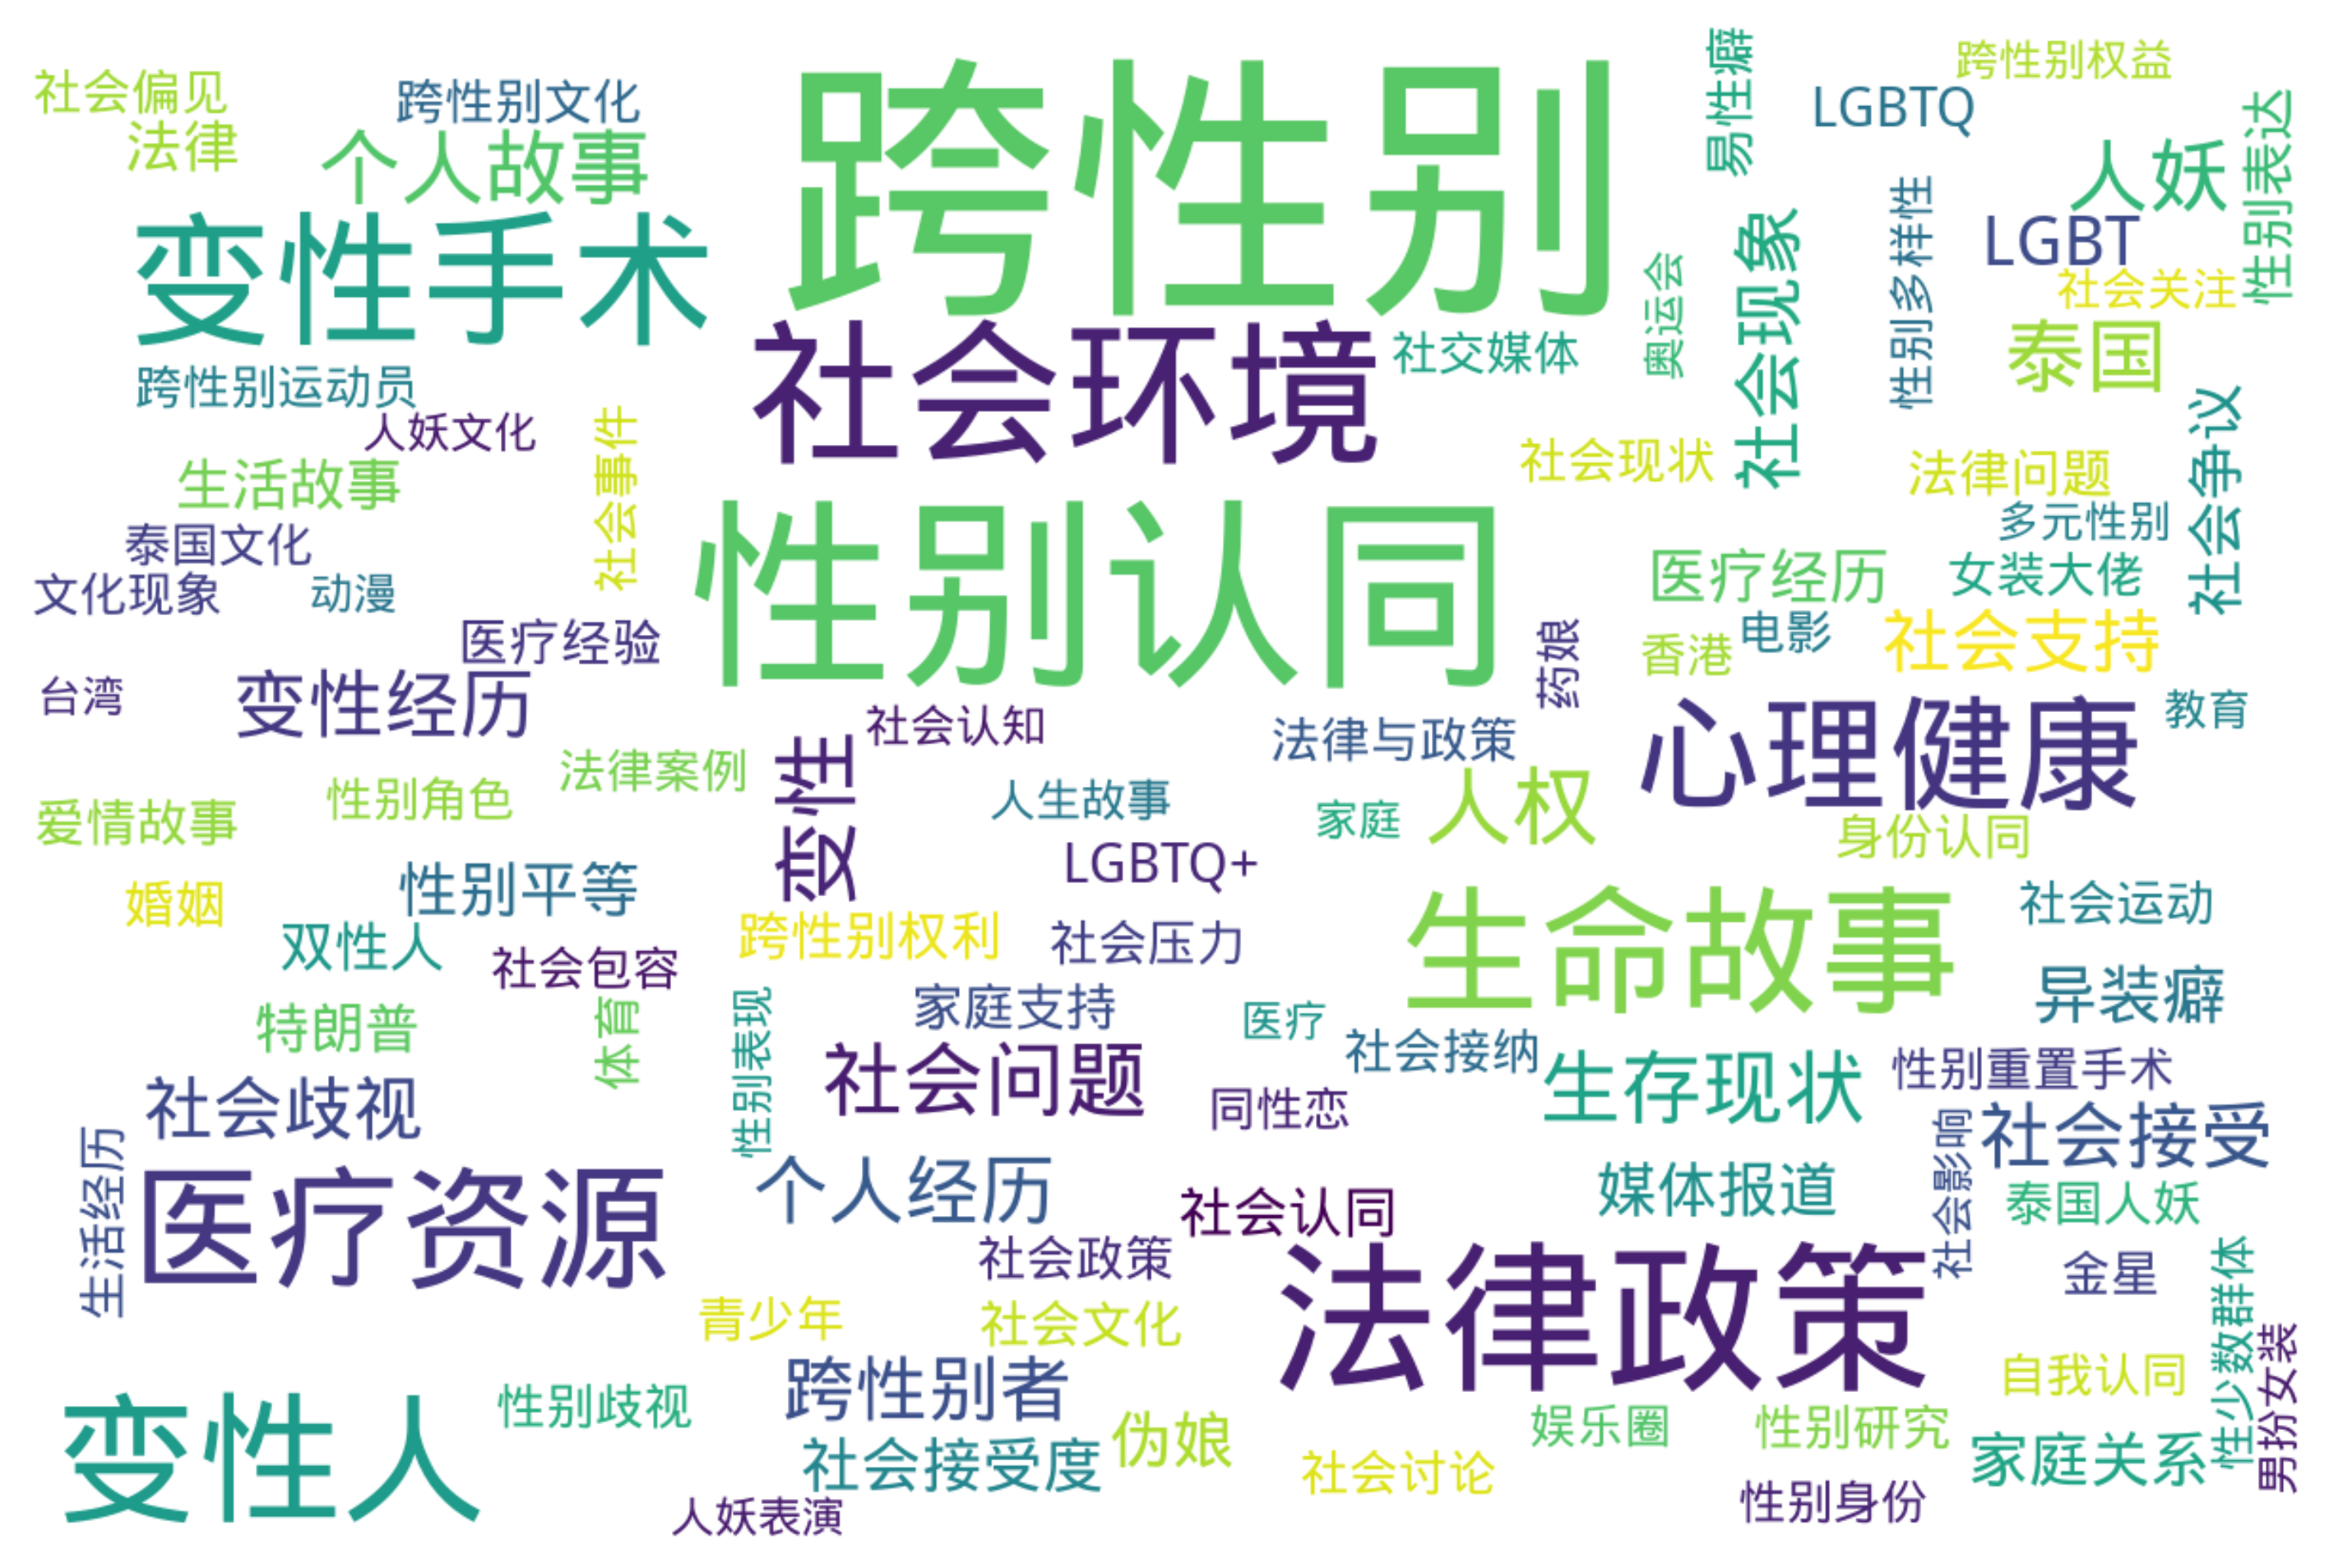 社会偏见
跨性别文化
法律
个人故事
变性手术
跨性别
易性癖
LGBTQ
跨性别权益
人妖
性别表达
性别多样性
LGBT
社会关注
社会现象
奥运会
泰国
社会环境
社交媒体
跨性别运动员
人妖文化
社会事件
生活故事
社会现状
法律问题
社会争议
多元性别
泰国文化
文化现象
动漫
性别认同
医疗经历
女装大佬
医疗经验
药娘
香港
电影
社会支持
台湾
变性经历
社会认知
法律与政策
心理健康
教育
变性
法律案例
性别角色
爱情故事
人生故事
家庭
人权
身份认同
LGBTQ+
性别平等
婚姻
双性人
社会包容
跨性别权利
社会压力
生命故事
社会运动
异装癖
特朗普
体育
性别表现
家庭支持
医疗
社会接纳
社会问题
同性恋
生存现状
性别重置手术
社会歧视
社会影响
社会接受
生活经历
医疗资源
个人经历
社会认同
媒体报道
泰国人妖
社会政策
法律政策
金星
性少数群体
青少年
社会文化
男扮女装
变性人
性别歧视
跨性别者
自我认同
社会接受度
伪娘
社会讨论
娱乐圈
性别研究
家庭关系
人妖表演
性别身份